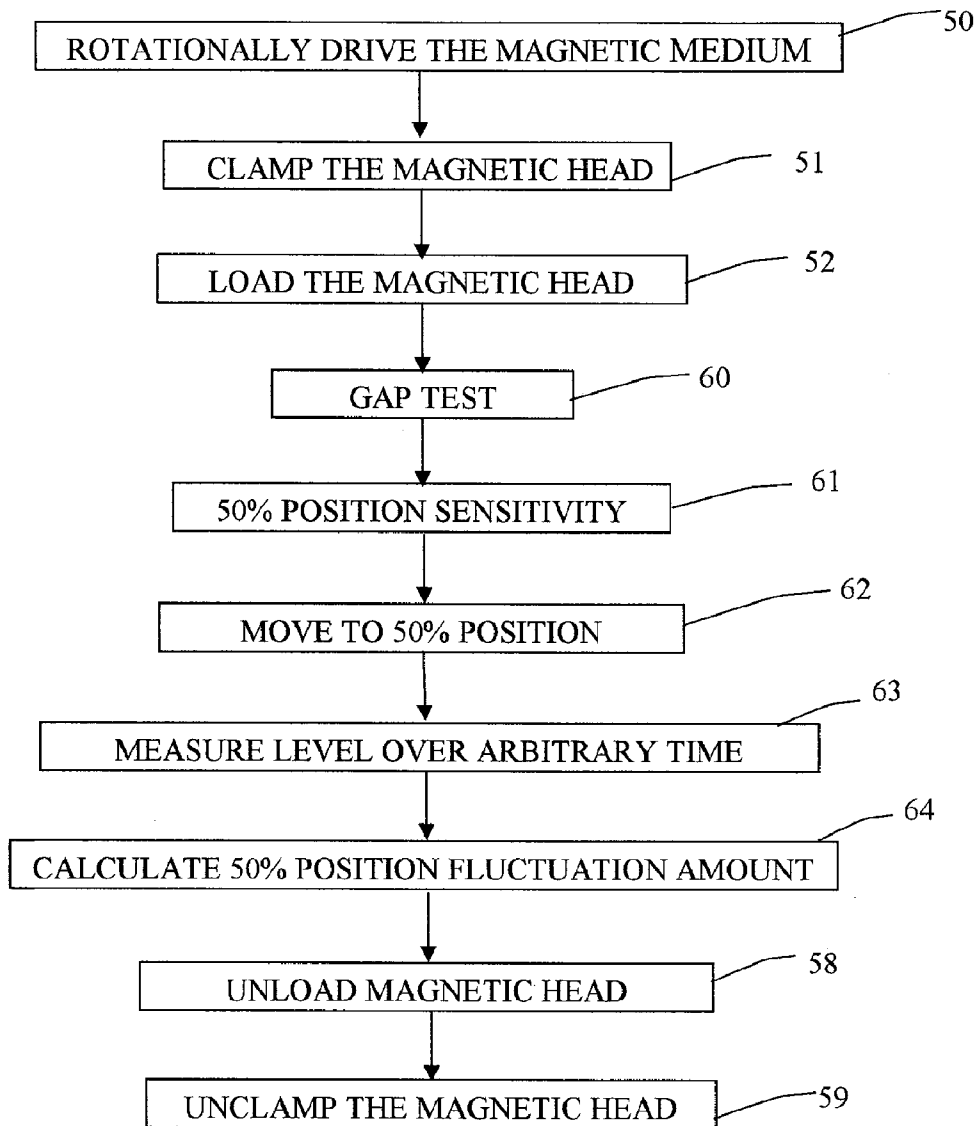 50
ROTATIONALLY DRIVE THE MAGNETIC MEDIUM
51
CLAMP THE MAGNETIC HEAD
52
LOAD THE MAGNETIC HEAD
60
GAP TEST
61
50% POSITION SENSITIVITY
62
MOVE TO 50% POSITION
63
MEASURE LEVEL OVER ARBITRARY TIME
64
CALCULATE 50% POSITION FLUCTUATION AMOUNT
58
UNLOAD MAGNETIC HEAD
59
UNCLAMP THE MAGNETIC HEAD